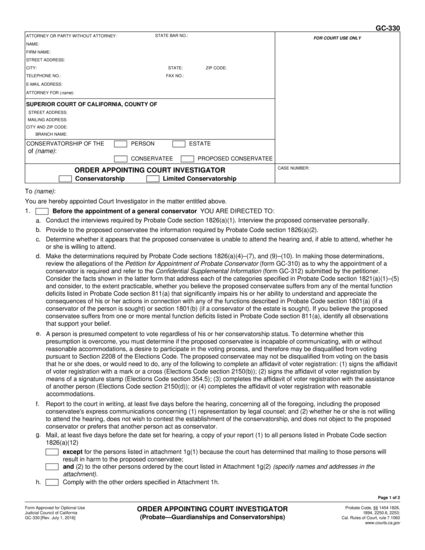 GC-330
ATTORNEY OR PARTY WITHOUT ATTORNEY: STATE BAR NO.: FOR COURT USE ONLY
NAME:
FIRM NAME:
STREET ADDRESS:
CITY: STATE: ZIP CODE:
TELEPHONE NO.: FAX NO.:
E-MAIL ADDRESS:
ATTORNEY FOR (name):
SUPERIOR COURT OF CALIFORNIA, COUNTY OF
STREET ADDRESS:
MAILING ADDRESS:
CITY AND ZIP CODE:
BRANCH NAME:
CONSERVATORSHIP OF THE PERSON ESTATE
of (name):
CONSERVATEE PROPOSED CONSERVATEE
ORDER APPOINTING COURT INVESTIGATOR CASE NUMBER:
Conservatorship Limited Conservatorship
To (name):
You are hereby appointed Court Investigator in the matter entitled above.
1. Before the appointment of a general conservator YOU ARE DIRECTED TO:
a. Conduct the interviews required by Probate Code section 1826(a)(1). Interview the proposed conservatee personally.
b. Provide to the proposed conservatee the information required by Probate Code section 1826(a)(2).
c. Determine whether it appears that the proposed conservatee is unable to attend the hearing and, if able to attend, whether he
or she is willing to attend.
d. Make the determinations required by Probate Code sections 1826(a)(4)–(7), and (9)–(10). In making those determinations,
review the allegations of the Petition for Appointment of Probate Conservator (form GC-310) as to why the appointment of a
conservator is required and refer to the Confidential Supplemental Information (form GC-312) submitted by the petitioner.
Consider the facts shown in the latter form that address each of the categories specified in Probate Code section 1821(a)(1)–(5)
and consider, to the extent practicable, whether you believe the proposed conservatee suffers from any of the mental function
deficits listed in Probate Code section 811(a) that significantly impairs his or her ability to understand and appreciate the
consequences of his or her actions in connection with any of the functions described in Probate Code section 1801(a) (if a
conservator of the person is sought) or section 1801(b) (if a conservator of the estate is sought). If you believe the proposed
conservatee suffers from one or more mental function deficits listed in Probate Code section 811(a), identify all observations
that support your belief.
e. A person is presumed competent to vote regardless of his or her conservatorship status. To determine whether this
presumption is overcome, you must determine if the proposed conservatee is incapable of communicating, with or without
reasonable accommodations, a desire to participate in the voting process, and therefore may be disqualified from voting
pursuant to Section 2208 of the Elections Code. The proposed conservatee may not be disqualified from voting on the basis
that he or she does, or would need to do, any of the following to complete an affidavit of voter registration: (1) signs the affidavit
of voter registration with a mark or a cross (Elections Code section 2150(b)); (2) signs the affidavit of voter registration by
means of a signature stamp (Elections Code section 354.5); (3) completes the affidavit of voter registration with the assistance
of another person (Elections Code section 2150(d)); or (4) completes the affidavit of voter registration with reasonable
accommodations.
f. Report to the court in writing, at least five days before the hearing, concerning all of the foregoing, including the proposed
conservatee's express communications concerning (1) representation by legal counsel; and (2) whether he or she is not willing
to attend the hearing, does not wish to contest the establishment of the conservatorship, and does not object to the proposed
conservator or prefers that another person act as conservator.
g. Mail, at least five days before the date set for hearing, a copy of your report (1) to all persons listed in Probate Code section
1826(a)(12)
except for the persons listed in attachment 1g(1) because the court has determined that mailing to those persons will
result in harm to the proposed conservatee;
and (2) to the other persons ordered by the court listed in Attachment 1g(2) (specify names and addresses in the
attachment).
h. Comply with the other orders specified in Attachment 1h.
Page 1 of 2
Form Approved for Optional Use
Judicial Council of California
GC-330 [Rev. July 1, 2016]
ORDER APPOINTING COURT INVESTIGATOR
(Probate—Guardianships and Conservatorships)
Probate Code, §§ 1454 1826,
1894, 2250.6, 2253;
Cal. Rules of Court, rule 7.1060
www.courts.ca.gov